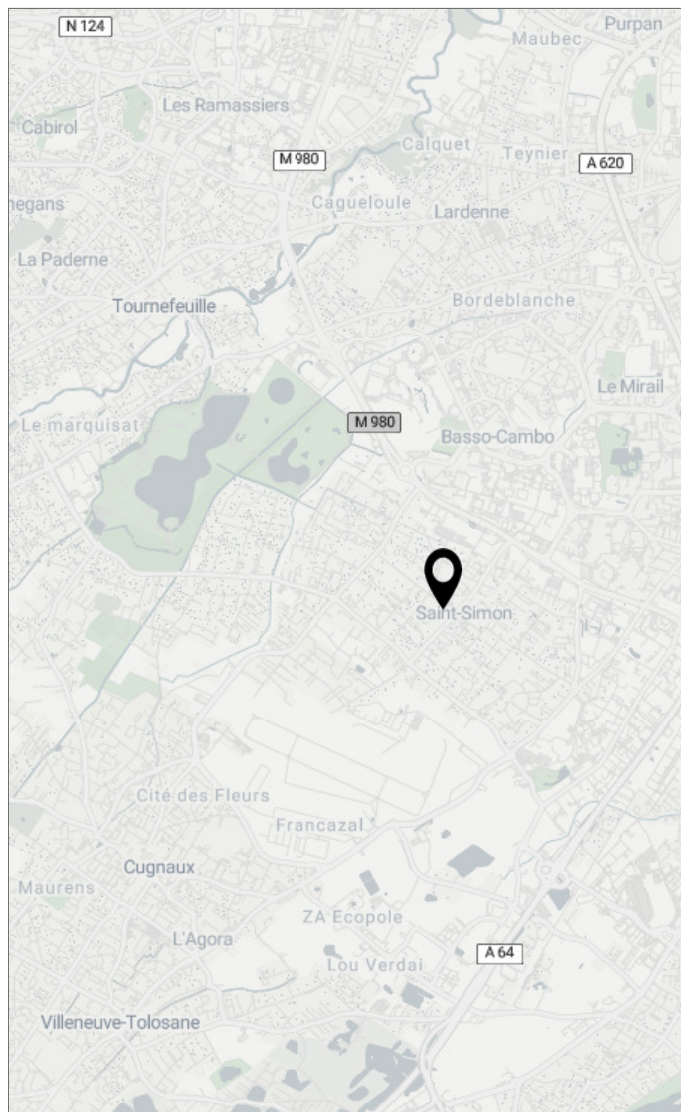 N 124
Purpan
Maubec
Les Ramassiers
Cabirol
Calquet
Teynier
M 980
A 620
negans
Cagueloule
Lardenne
La Paderne
Tournefeuille
Bordeblanche
Le Mirail
Le marquisat
M 980
Basso-Cambo
Saint-Simon
Cité des Fleurs
Francazal
Cugnaux
Maurens
ZA Ecopole
L'Agora
A 64
Lou Verdai
Villeneuve-Tolosane